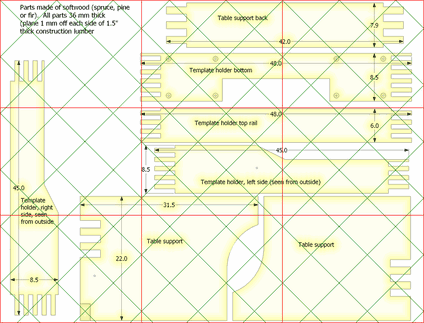 Parts made of softwood (spruce, pine
or fir). All parts 36 mm thick
(plane 1 mm off each side of 1.5"
thick construction lumber
Table support back
7.9
42.0
48.0
Template holder bottom
8.5
48.0
Template holder top rail
6.0
45.0
8.5
Template holder, left side (seen from outside)
45.0
Template
holder, right
side, seen
from outside
31.5
Table support
Table support
22.0
8.5